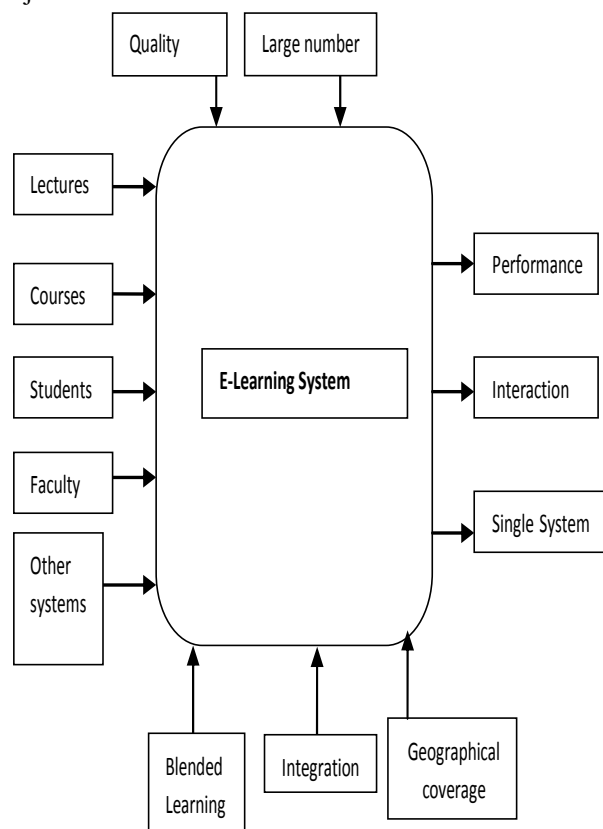 Quality
Large number
Lectures
Courses
Students
Faculty
Other
systems
E-Learning System
Performance
Interaction
Single System
Blended
Learning
Integration
Geographical
coverage